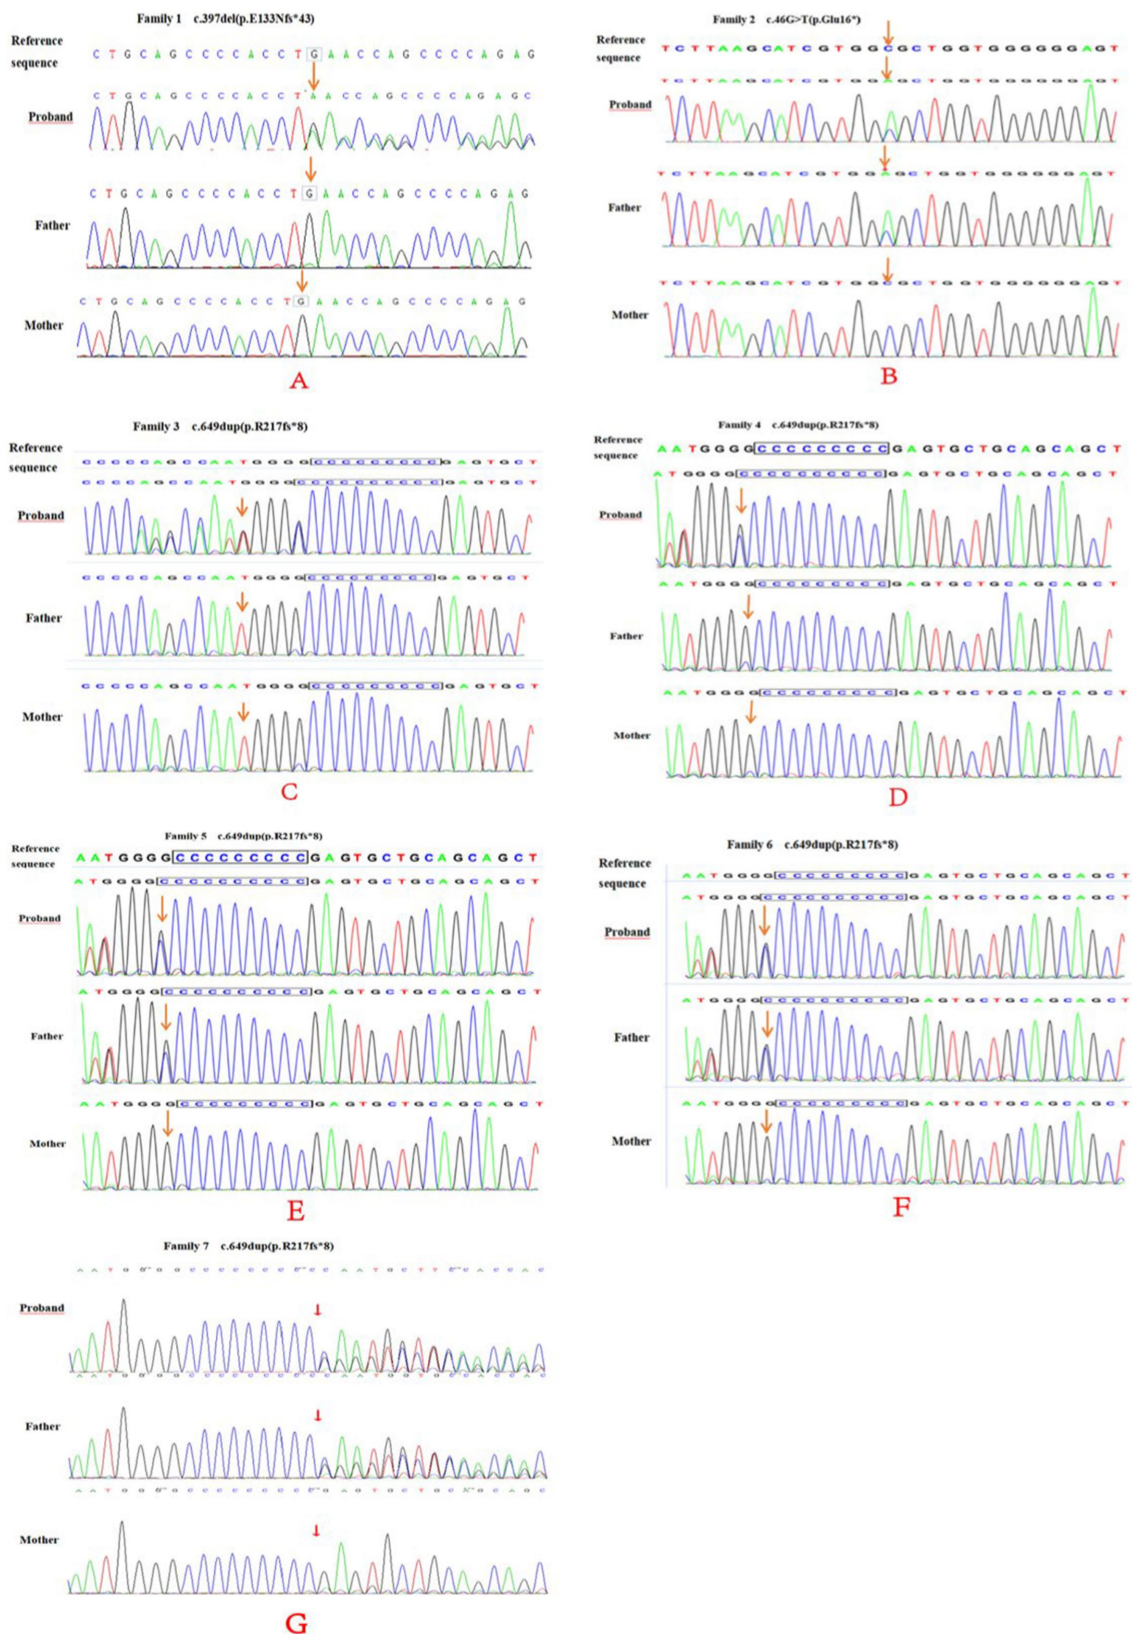 Family 1 c.397del(p.E133Nfs*43)
Reference
sequence
C T G C A G C C C C A C C T G A A C C A G C C C C A G A G
C T G C A G C C C C A C C T A A C C A G C C C C A G A G C
Proband
C T G C A G C C C C A C C T G A A C C A G C C C C A G A G
Father
C T G C A G C C C C A C C T G A A C C A G C C C C A G A G
Mother
A
Family 2 c.46G>T(p.Glu16*)
Reference
sequence
T C T T A A G C A T C G T G G C G C T G G T G G G G G G A G T
T C T T A A G C A T C G T G G A G C T G G T G G G G G G A G T
Proband
T C T T A A G C A T C G T G G A G C T G G T G G G G G G A G T
Father
T C T T A A G C A T C G T G G C G C T G G T G G G G G G A G T
Mother
B
Family 3 c.649dup(p.R217fs*8)
Reference
sequence
C C C C C A G C C A A T G G G G C C C C C C C C C G A G T G C T
C C C C A G C C A A T G G G G C C C C C C C C C C G A G T G C T
Proband
C C C C C A G C C A A T G G G G C C C C C C C C C G A G T G C T
Father
C C C C C A G C C A A T G G G G C C C C C C C C C G A G T G C T
Mother
C
Family 4 c.649dup(p.R217fs*8)
Reference
sequence
A A T G G G G C C C C C C C C C G A G T G C T G C A G C A G C T
A T G G G G C C C C C C C C C C G A G T G C T G C A G C A G C T
Proband
A A T G G G G C C C C C C C C C G A G T G C T G C A G C A G C T
Father
A A T G G G G C C C C C C C C C G A G T G C T G C A G C A G C T
Mother
D
Family 5 c.649dup(p.R217fs*8)
Reference
sequence
A A T G G G G C C C C C C C C C G A G T G C T G C A G C A G C T
A T G G G G C C C C C C C C C C G A G T G C T G C A G C A G C T
Proband
A T G G G G C C C C C C C C C C G A G T G C T G C A G C A G C T
Father
A A T G G G G C C C C C C C C C G A G T G C T G C A G C A G C T
Mother
E
Family 6 c.649dup(p.R217fs*8)
Reference
sequence
A A T G G G G C C C C C C C C C G A G T G C T G C A G C A G C T
A T G G G G C C C C C C C C C C G A G T G C T G C A G C A G C T
Proband
A T G G G G C C C C C C C C C C G A G T G C T G C A G C A G C T
Father
A A T G G G G C C C C C C C C C G A G T G C T G C A G C A G C T
Mother
F
Family 7 c.649dup(p.R217fs*8)
Proband
Father
Mother
G